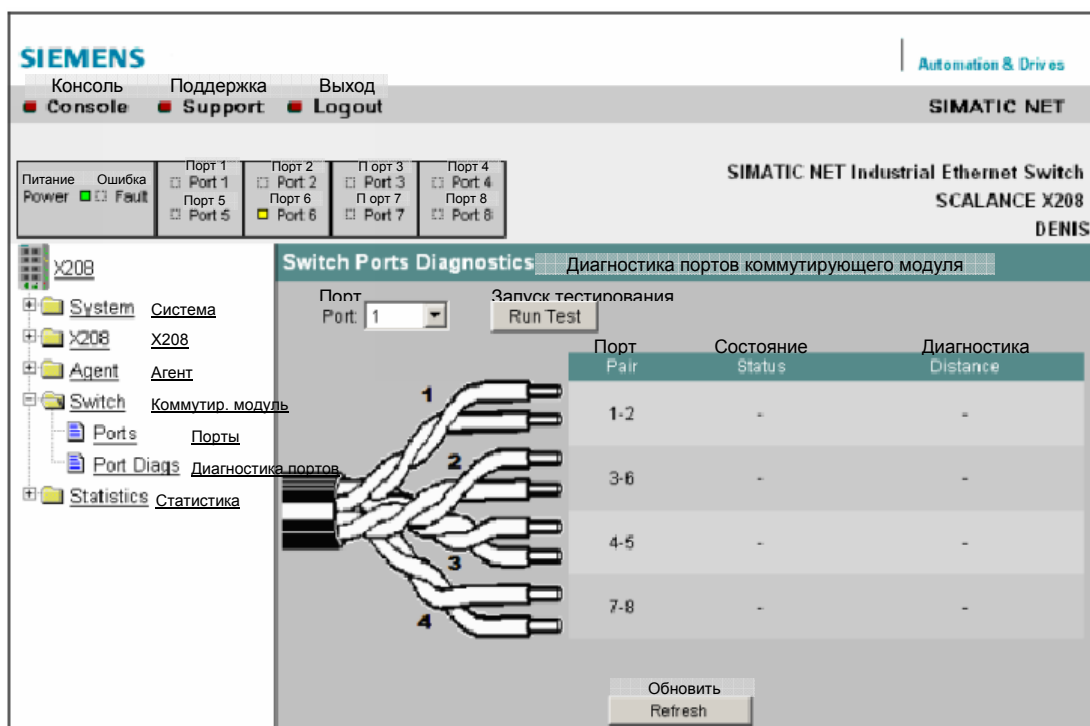 SIEMENS
Automation & Drives
Консоль Поддержка Выход
Console Support Logout
SIMATIC NET
Питание Ошибка
Power Fault
Порт 1 Порт 2 П орт 3 Порт 4
Port 1 Port 2 Port 3 Port 4
Порт 5 Порт 6 П орт 7 Порт 8
Port 5 Port 6 Port 7 Port 8
SIMATIC NET Industrial Ethernet Switch
SCALANCE X208
DENIS
X208
System Система
X208 X208
Agent Агент
Switch Коммутир. модуль
Ports Порты
Port Diags Диагностика портов
Statistics Статистика
Switch Ports Diagnostics Диагностика портов коммутирующего модуля
Порт Запуск тестирования
Port: 1 Run Test
Порт Состояние Диагностика
Pair Status Distance
1
1-2 - -
2
3-6 - -
4-5 - -
3
7-8 - -
4
Обновить
Refresh